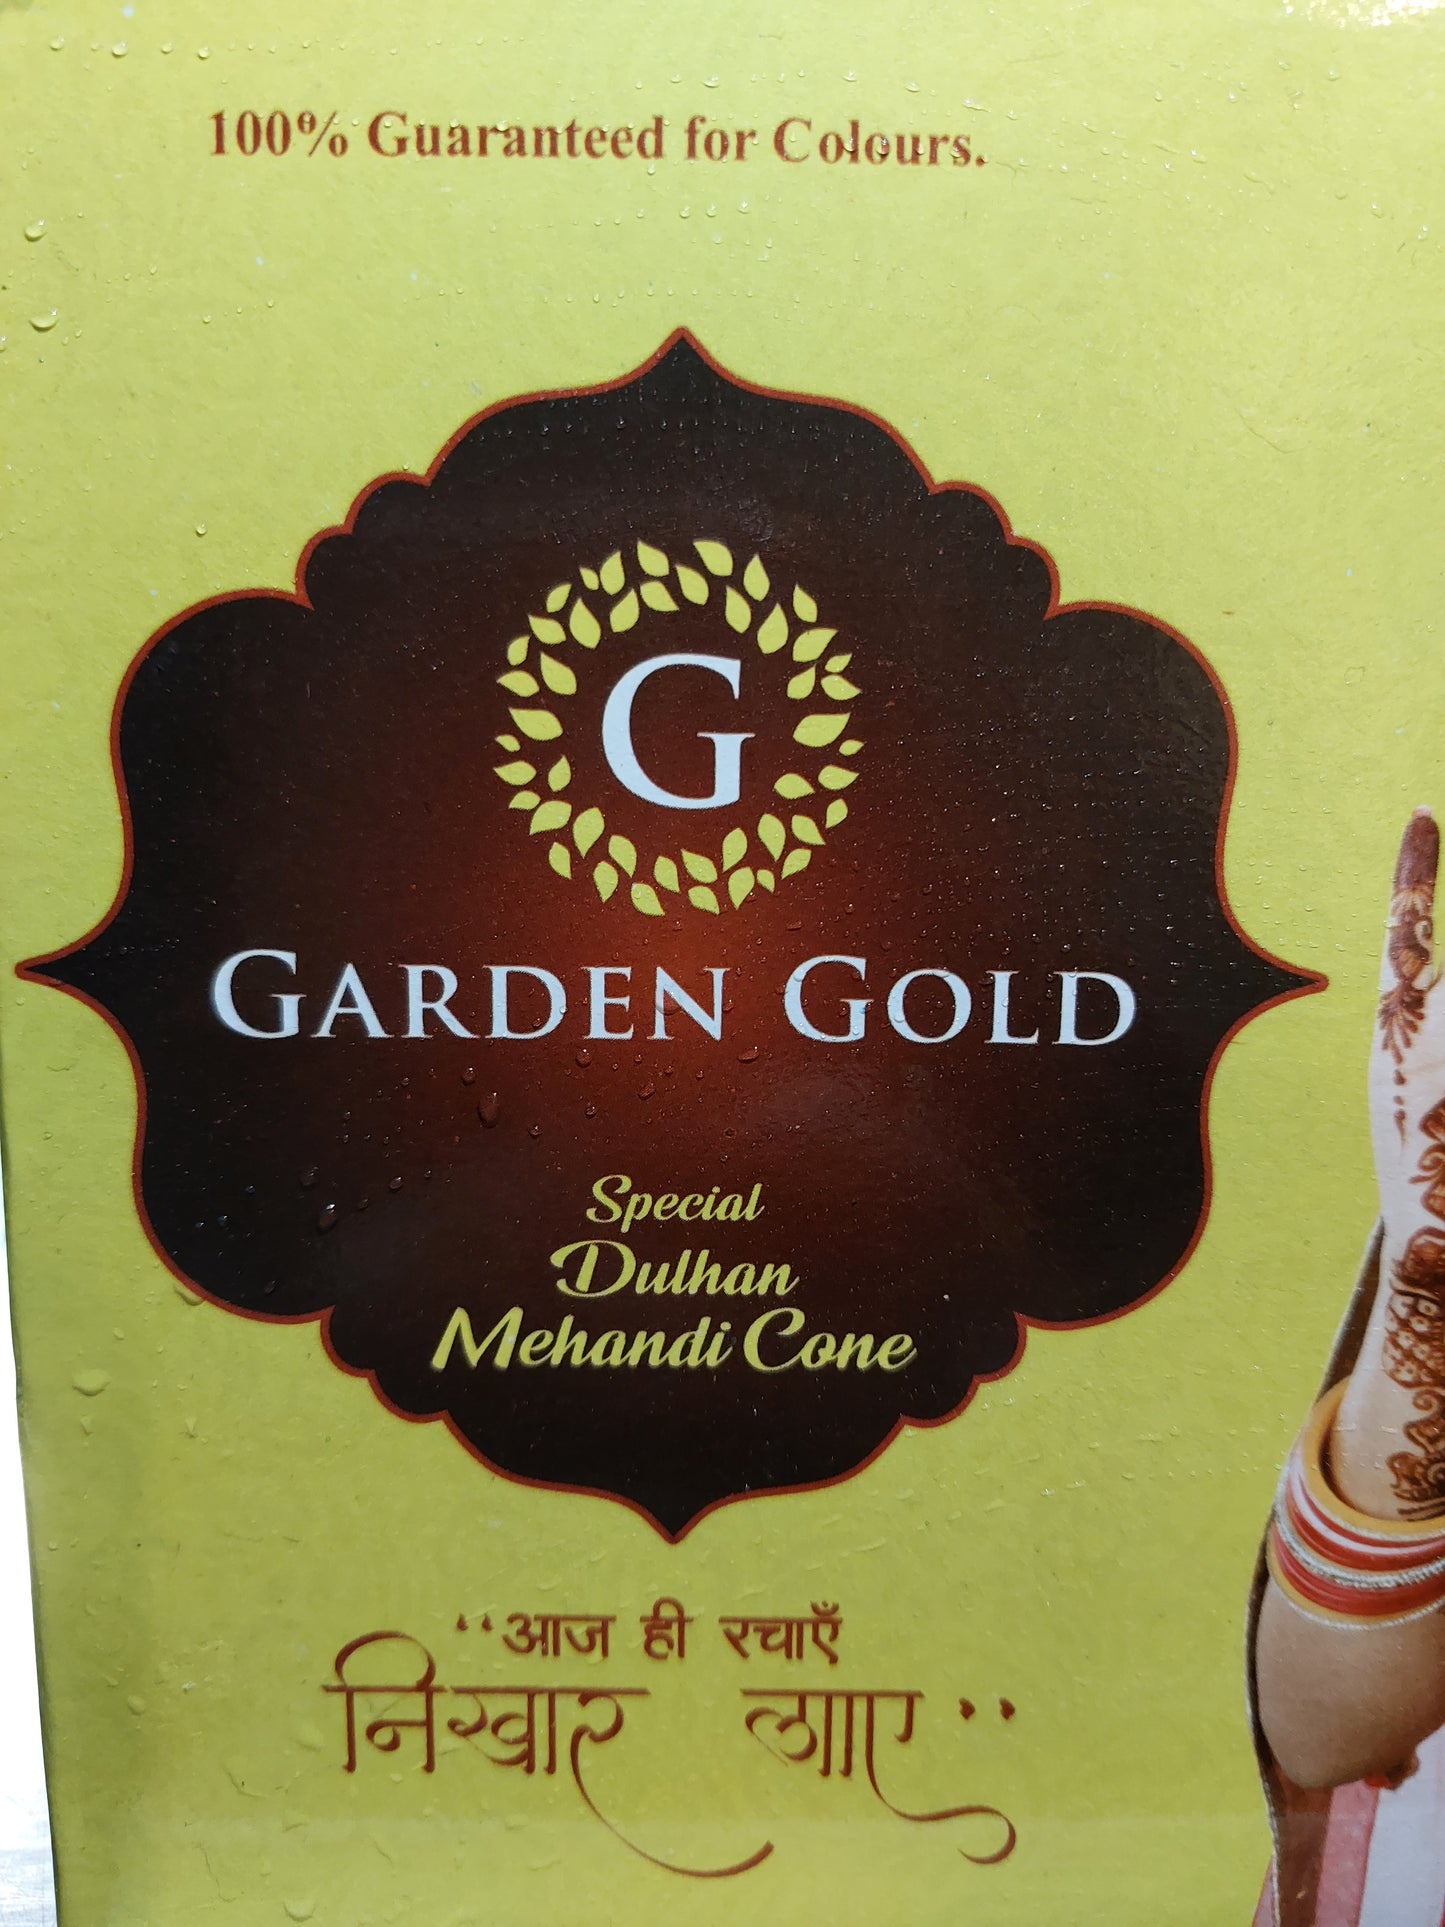 100% Guaranteed for Colours.
G
GARDEN GOLD
Special
Dulhan
Mehandi Cone
“आज ही रचाएँ
निखार लाए”